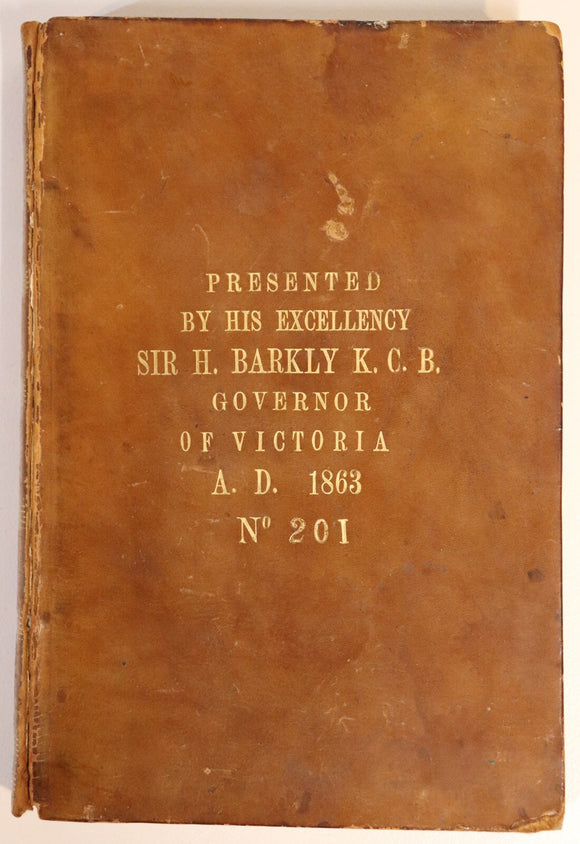 PRESENTED
BY HIS EXCELLENCY
SIR H. BARKLY K. C. B.
GOVERNOR
OF VICTORIA
A. D. 1863
Nº 201